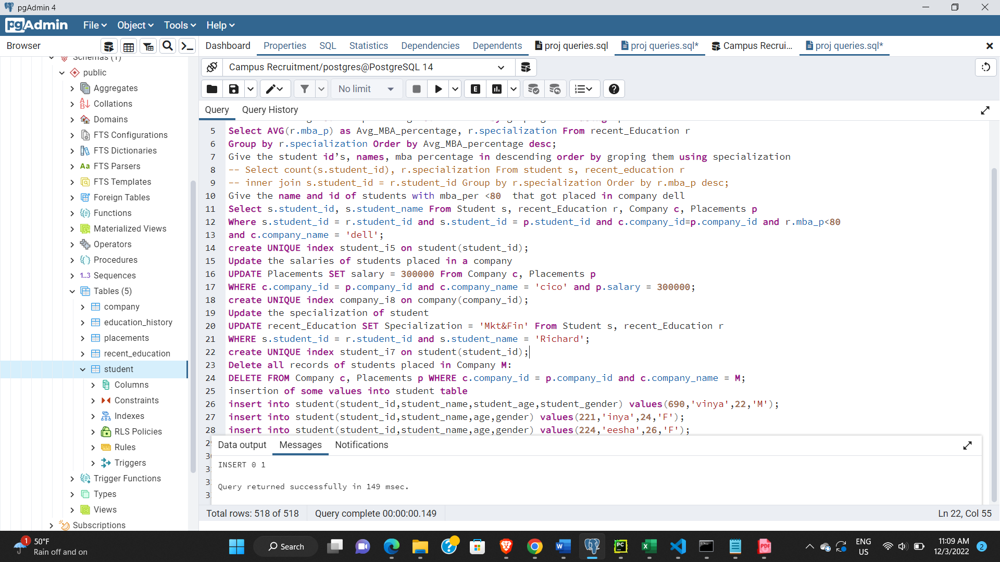 pgAdmin 4
pgAdmin File Object Tools Help
Browser
Dashboard Properties SQL Statistics Dependencies Dependents proj queries.sql proj queries.sql* Campus Recrui... proj queries.sql*
Schemas (1)
public
Aggregates
Collations
Domains
FTS Configurations
FTS Dictionaries
Aa FTS Parsers
FTS Templates
Foreign Tables
Functions
Materialized Views
Operators
Procedures
1..3 Sequences
Tables (5)
company
education_history
placements
recent_education
student
Columns
Constraints
Indexes
RLS Policies
Rules
Triggers
Trigger Functions
Types
Views
Subscriptions
Campus Recruitment/postgres@PostgreSQL 14
No limit
E
Query Query History
5 Select AVG(r.mba_p) as Avg_MBA_percentage, r.specialization From recent_Education r
6 Group by r.specialization Order by Avg_MBA_percentage desc;
7 Give the student id’s, names, mba percentage in descending order by groping them using specialization
8 -- Select count(s.student_id), r.specialization From student s, recent_education r
9 -- inner join s.student_id = r.student_id Group by r.specialization Order by r.mba_p desc;
10 Give the name and id of students with mba_per <80  that got placed in company dell
11 Select s.student_id, s.student_name From Student s, recent_Education r, Company c, Placements p
12 Where s.student_id = r.student_id and s.student_id = p.student_id and c.company_id=p.company_id and r.mba_p<80
13 and c.company_name = 'dell';
14 create UNIQUE index student_i5 on student(student_id);
15 Update the salaries of students placed in a company
16 UPDATE Placements SET salary = 300000 From Company c, Placements p
17 WHERE c.company_id = p.company_id and c.company_name = 'cico' and p.salary = 300000;
18 create UNIQUE index company_i8 on company(company_id);
19 Update the specialization of student
20 UPDATE recent_Education SET Specialization = 'Mkt&Fin' From Student s, recent_Education r
21 WHERE s.student_id = r.student_id and s.student_name = 'Richard';
22 create UNIQUE index student_i7 on student(student_id);
23 Delete all records of students placed in Company M:
24 DELETE FROM Company c, Placements p WHERE c.company_id = p.company_id and c.company_name = M;
25 insertion of some values into student table
26 insert into student(student_id,student_name,student_age,student_gender) values(690,'vinya',22,'M');
27 insert into student(student_id,student_name,age,gender) values(221,'inya',24,'F');
28 insert into student(student_id,student_name,age,gender) values(224,'eesha',26,'F');
Data output Messages Notifications
INSERT 0 1
Query returned successfully in 149 msec.
Total rows: 518 of 518 Query complete 00:00:00.149 Ln 22, Col 55
1 50°F
Rain off and on
Search
PC
PDF
ENG
US
11:09 AM
12/3/2022
2